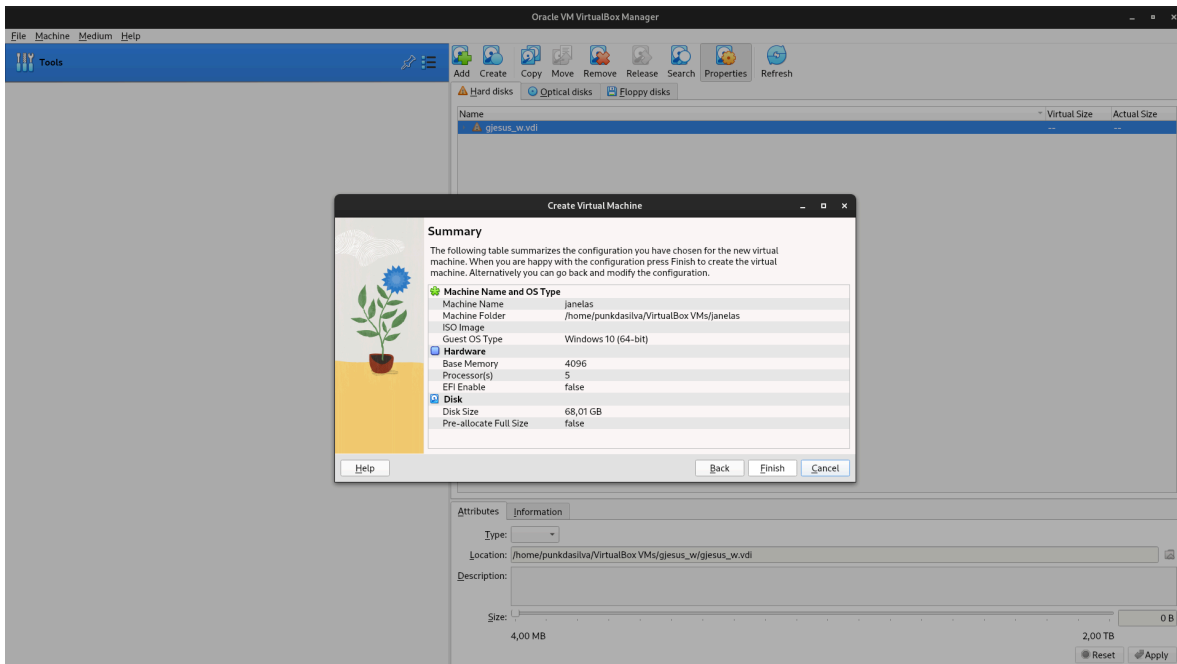 Oracle VM VirtualBox Manager
File Machine Medium Help
Tools
Add Create Copy Move Remove Release Search Properties Refresh
Hard disks Optical disks Floppy disks
Name Virtual Size Actual Size
gjesus_w.vdi -- --
Create Virtual Machine
Summary
The following table summarizes the configuration you have chosen for the new virtual
machine. When you are happy with the configuration press Finish to create the virtual
machine. Alternatively you can go back and modify the configuration.
Machine Name and OS Type
Machine Name janelas
Machine Folder /home/punkdasilva/VirtualBox VMs/janelas
ISO Image
Guest OS Type Windows 10 (64-bit)
Hardware
Base Memory 4096
Processor(s) 5
EFI Enable false
Disk
Disk Size 68,01 GB
Pre-allocate Full Size false
Help Back Finish Cancel
Attributes Information
Type:
Location: /home/punkdasilva/VirtualBox VMs/gjesus_w/gjesus_w.vdi
Description:
Size: 0 B
4,00 MB 2,00 TB
Reset Apply